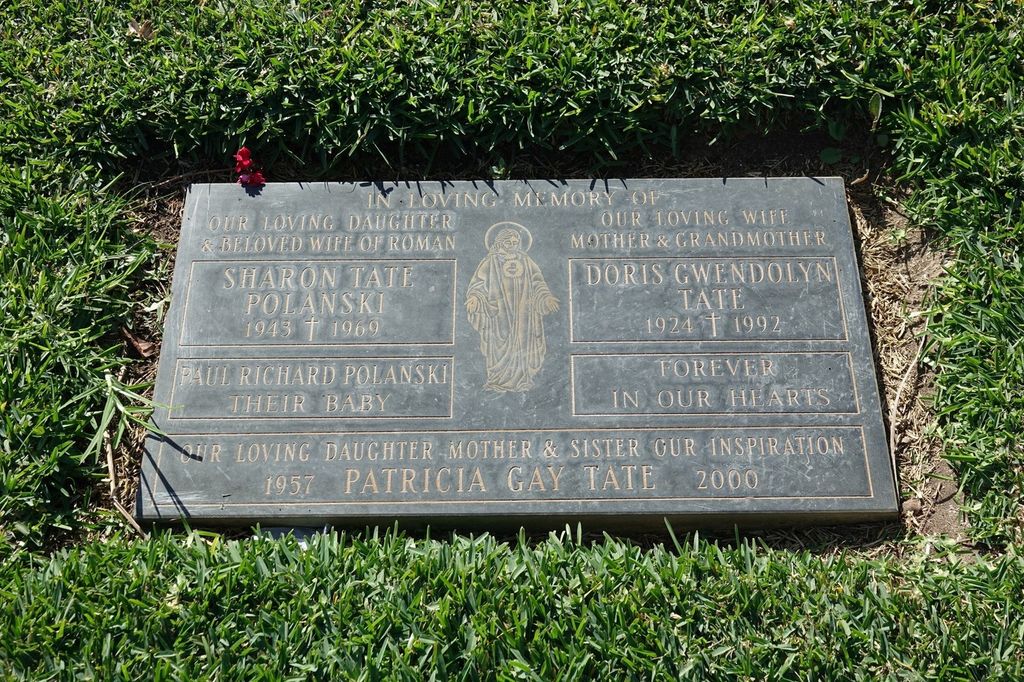 IN LOVING MEMORY OF
OUR LOVING DAUGHTER
& BELOVED WIFE OF ROMAN
SHARON TATE
POLANSKI
1943 † 1969
PAUL RICHARD POLANSKI
THEIR BABY
OUR LOVING WIFE
MOTHER & GRANDMOTHER
DORIS GWENDOLYN
TATE
1924 † 1992
FOREVER
IN OUR HEARTS
OUR LOVING DAUGHTER MOTHER & SISTER OUR INSPIRATION
1957 PATRICIA GAY TATE 2000